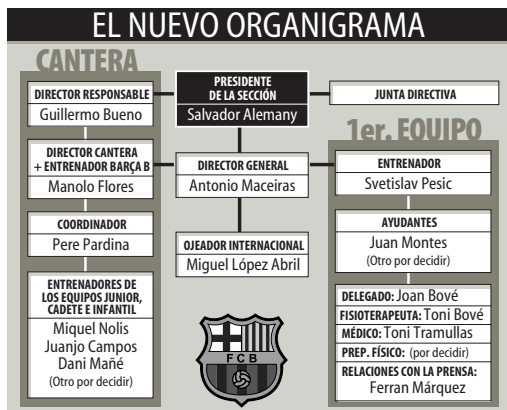 EL NUEVO ORGANIGRAMA
CANTERA
DIRECTOR RESPONSABLE
Guillermo Bueno
DIRECTOR CANTERA
+ ENTRENADOR BARÇA B
Manolo Flores
COORDINADOR
Pere Pardina
ENTRENADORES DE
LOS EQUIPOS JUNIOR,
CADETE E INFANTIL
Miquel Nolis
Juanjo Campos
Dani Mañé
(Otro por decidir)
PRESIDENTE
DE LA SECCIÓN
Salvador Alemany
DIRECTOR GENERAL
Antonio Maceiras
OJEADOR INTERNACIONAL
Miguel López Abril
FCB
JUNTA DIRECTIVA
1er. EQUIPO
ENTRENADOR
Svetislav Pesic
AYUDANTES
Juan Montes
(Otro por decidir)
DELEGADO: Joan Bové
FISIOTERAPEUTA: Toni Bové
MÉDICO: Toni Tramullas
PREP. FÍSICO: (por decidir)
RELACIONES CON LA PRENSA:
Ferran Márquez